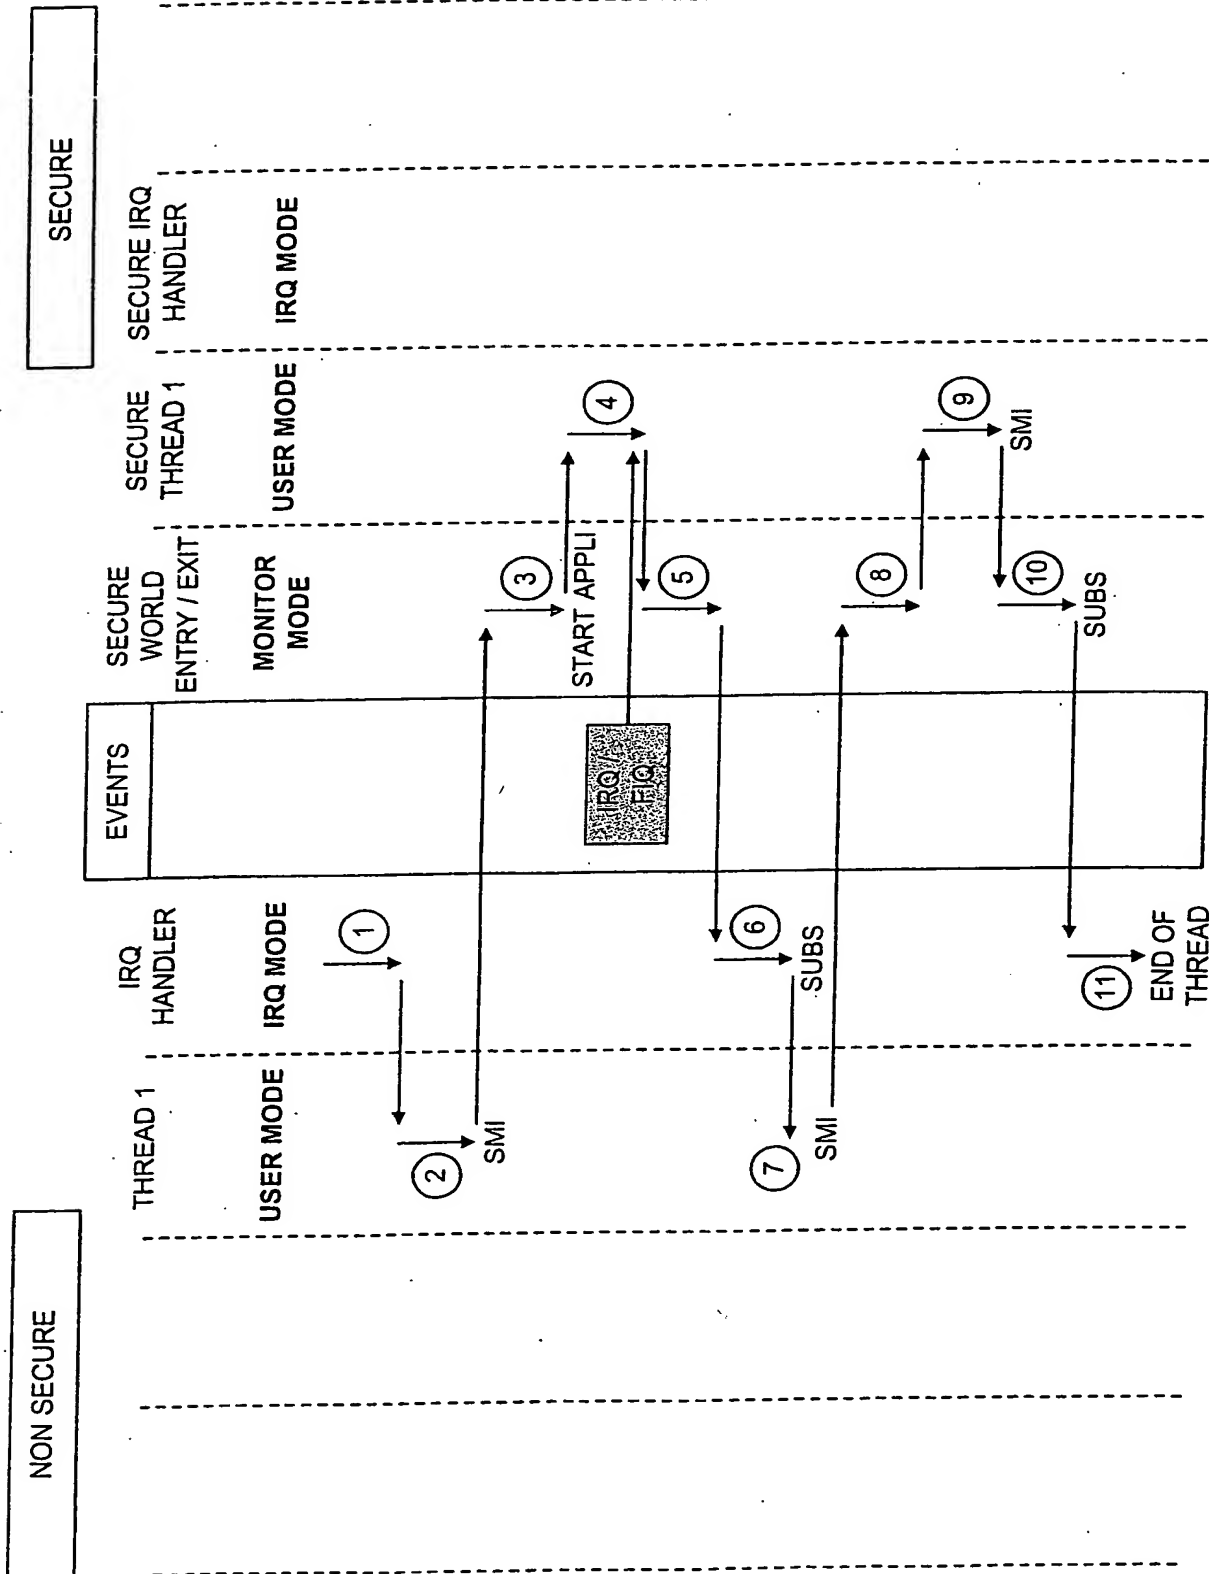 NON SECURE
SECURE
THREAD 1
USER MODE
IRQ
HANDLER
IRQ MODE
EVENTS
SECURE
WORLD
ENTRY / EXIT
MONITOR
MODE
SECURE
THREAD 1
USER MODE
SECURE IRQ
HANDLER
IRQ MODE
1
2
SMI
3
START APPLI
4
IRQ /
FIQ
5
6
SUBS
7
SMI
8
9
SMI
10
SUBS
11
END OF
THREAD